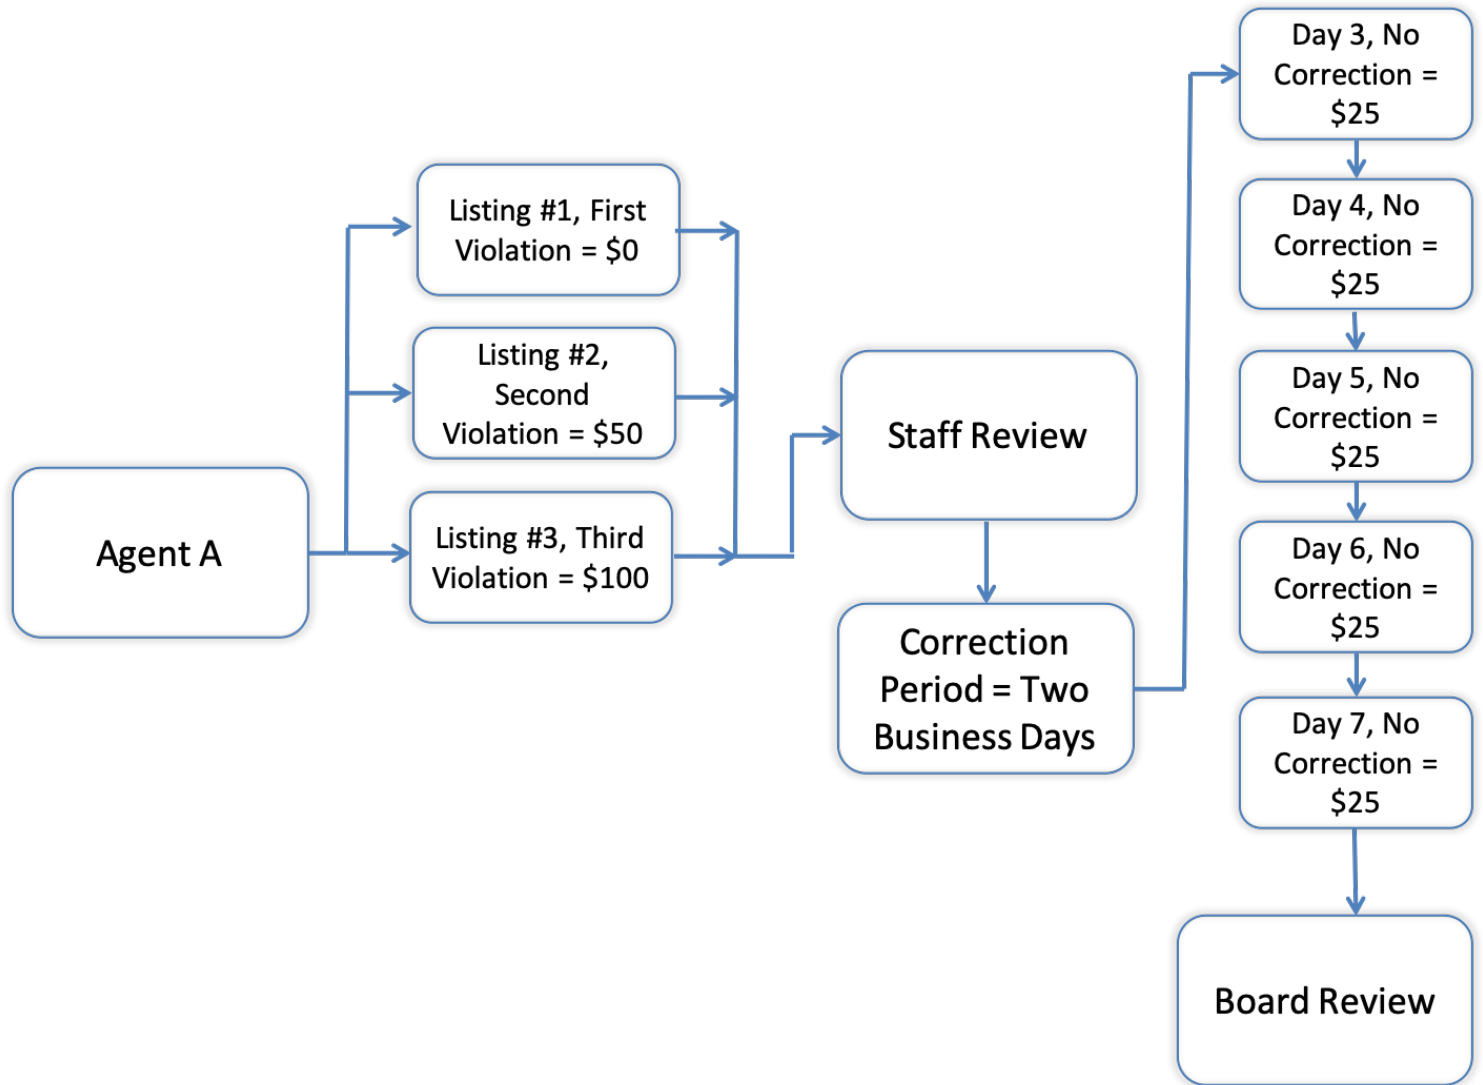 Agent A
Listing #1, First
Violation = $0
Listing #2,
Second
Violation = $50
Listing #3, Third
Violation = $100
Staff Review
Correction
Period = Two
Business Days
Day 3, No
Correction =
$25
Day 4, No
Correction =
$25
Day 5, No
Correction =
$25
Day 6, No
Correction =
$25
Day 7, No
Correction =
$25
Board Review